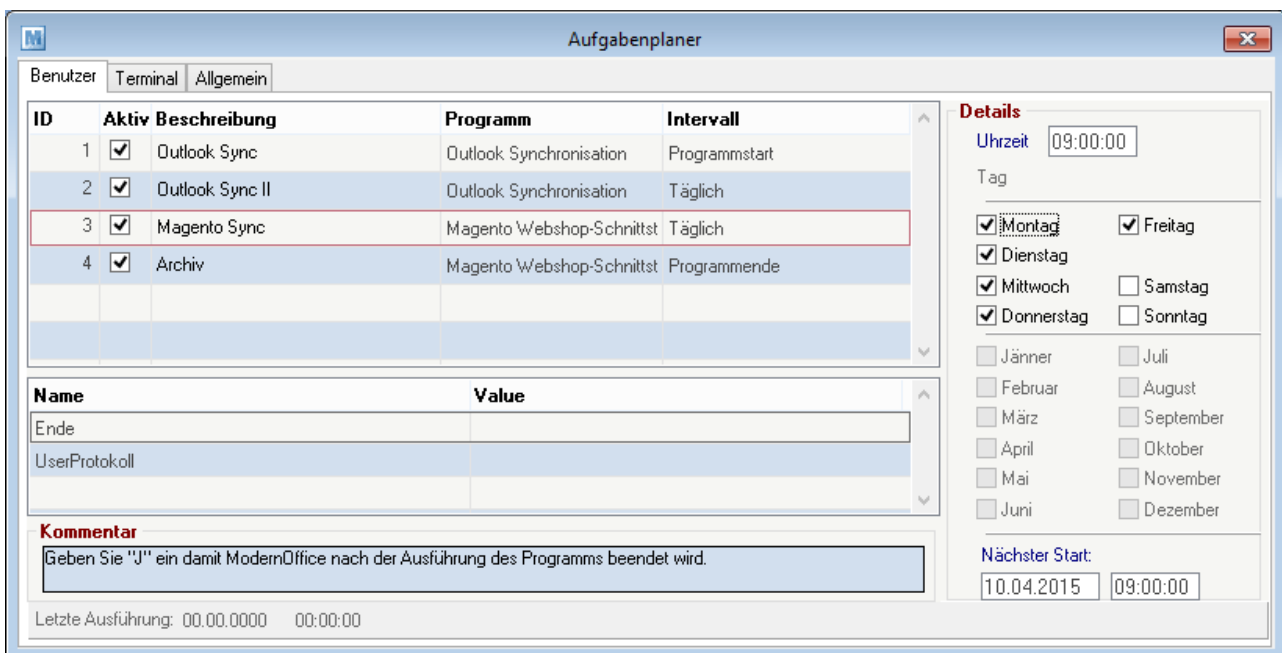 M Aufgabenplaner
Benutzer Terminal Allgemein
ID Aktiv Beschreibung Programm Intervall
1 Outlook Sync Outlook Synchronisation Programmstart
2 Outlook Sync II Outlook Synchronisation Täglich
3 Magento Sync Magento Webshop-Schnittst Täglich
4 Archiv Magento Webshop-Schnittst Programmende
Name Value
Ende
UserProtokoll
Kommentar
Geben Sie "J" ein damit ModernOffice nach der Ausführung des Programms beendet wird.
Letzte Ausführung: 00.00.0000 00:00:00
Details
Uhrzeit 09:00:00
Tag
Montag Freitag
Dienstag
Mittwoch Samstag
Donnerstag Sonntag
Jänner Juli
Februar August
März September
April Oktober
Mai November
Juni Dezember
Nächster Start:
10.04.2015 09:00:00